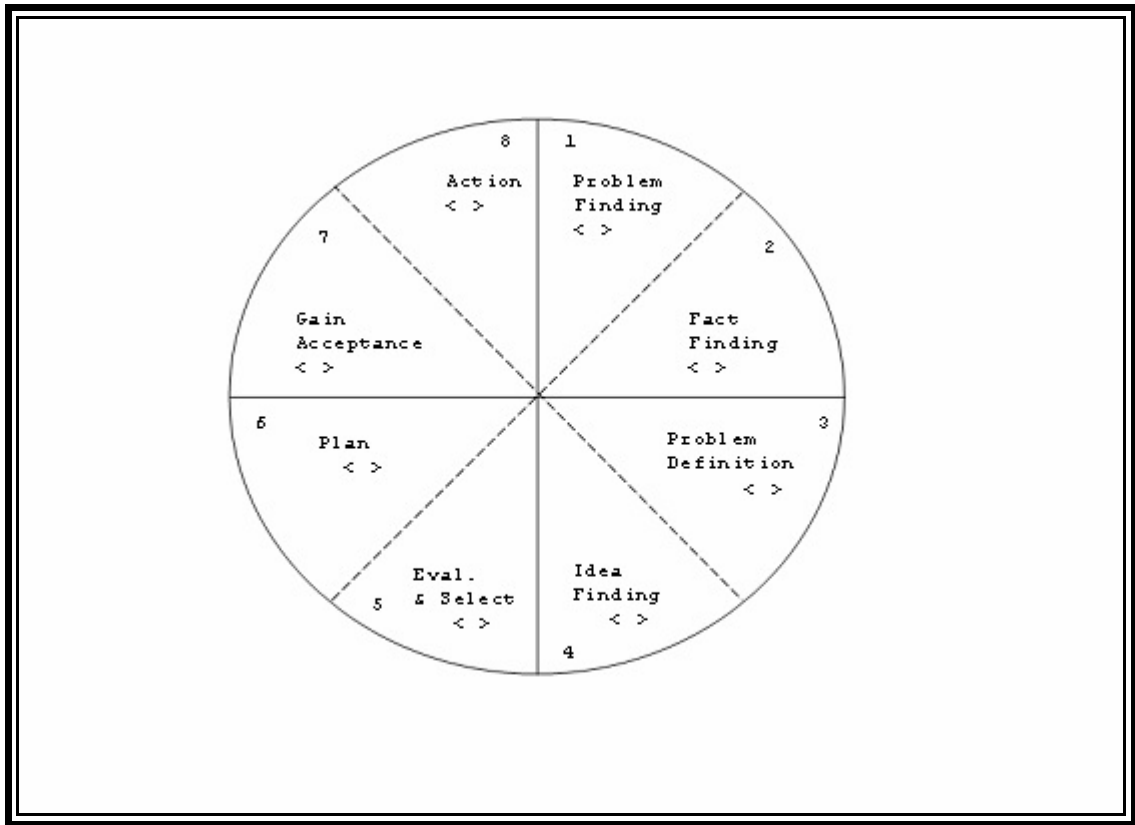 1
Problem
Finding
< >
2
Fact
Finding
< >
3
Problem
Definition
< >
4
Idea
Finding
< >
5
Eval.
& Select
< >
6
Plan
< >
7
Gain
Acceptance
< >
8
Action
< >